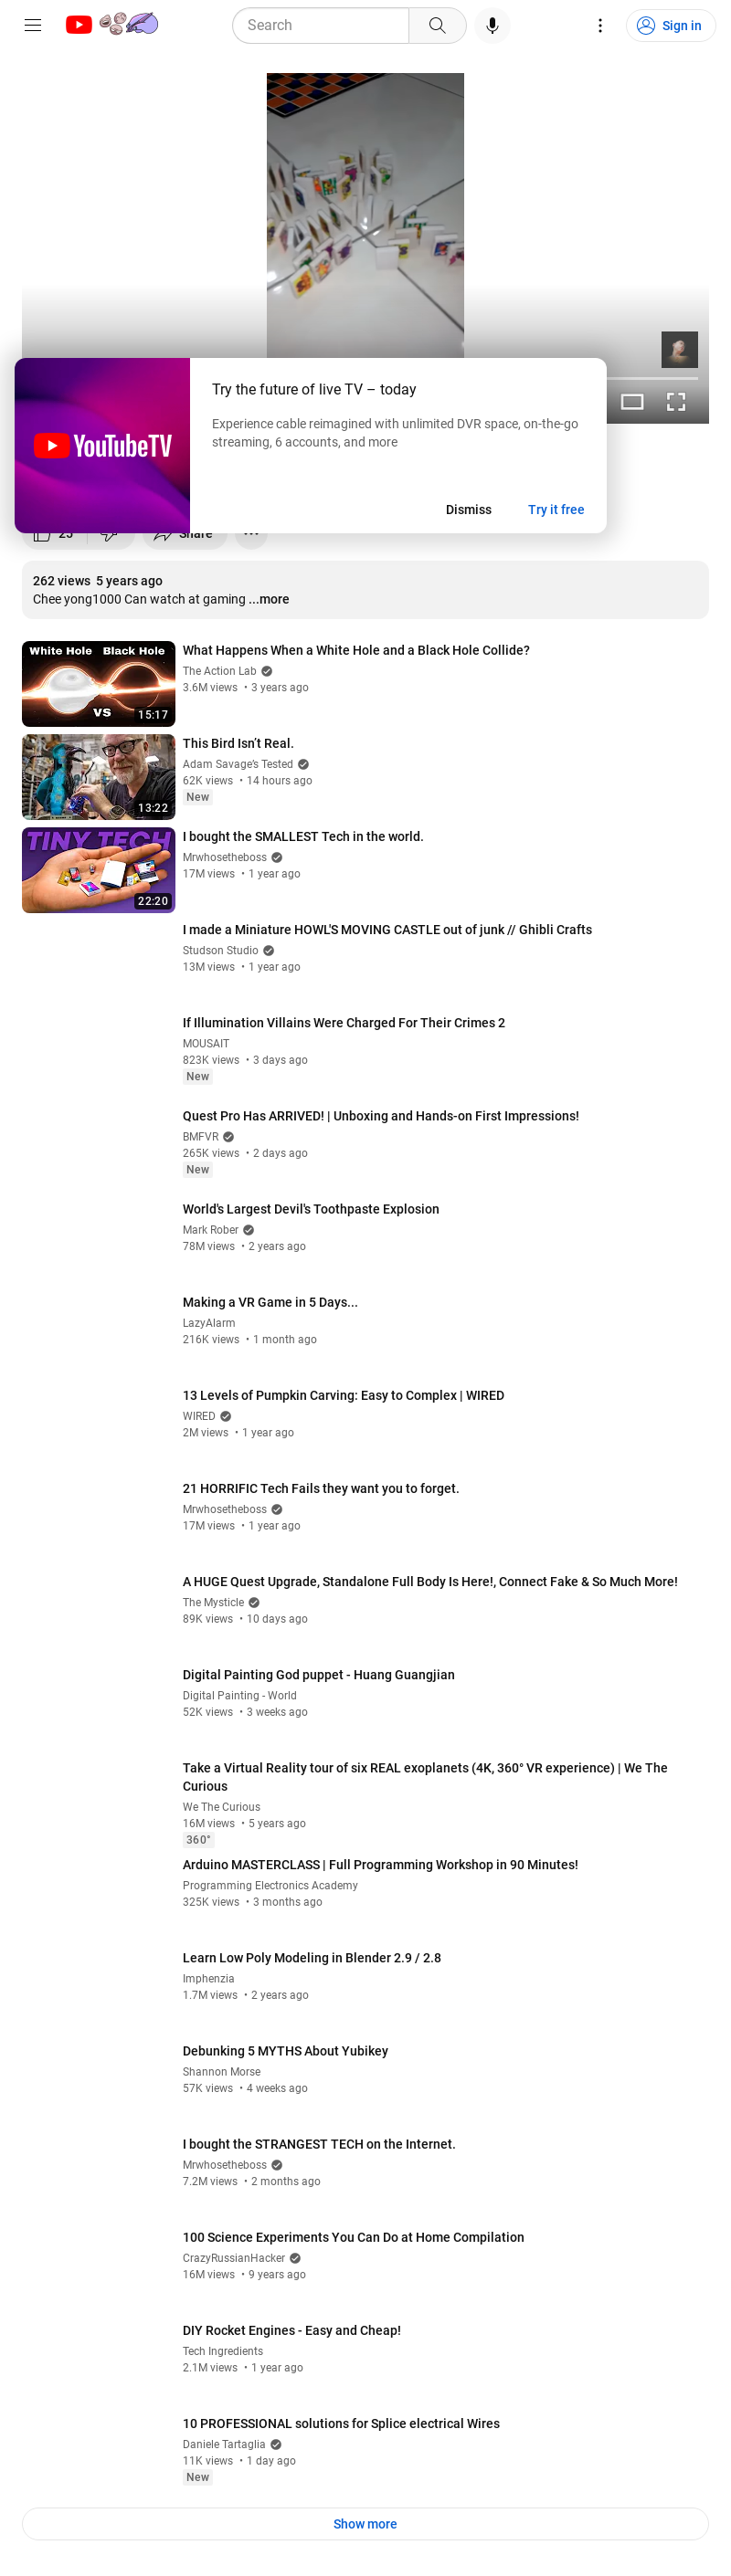 Search
Sign in
YouTubeTV
Try the future of live TV – today
Experience cable reimagined with unlimited DVR space, on-the-go
streaming, 6 accounts, and more
Dismiss
Try it free
25
Share
262 views 5 years ago
Chee yong1000 Can watch at gaming ...more
White Hole Black Hole
VS
15:17
What Happens When a White Hole and a Black Hole Collide?
The Action Lab
3.6M views • 3 years ago
13:22
This Bird Isn’t Real.
Adam Savage’s Tested
62K views • 14 hours ago
New
TINY TECH
22:20
I bought the SMALLEST Tech in the world.
Mrwhosetheboss
17M views • 1 year ago
I made a Miniature HOWL'S MOVING CASTLE out of junk // Ghibli Crafts
Studson Studio
13M views • 1 year ago
If Illumination Villains Were Charged For Their Crimes 2
MOUSAIT
823K views • 3 days ago
New
Quest Pro Has ARRIVED! | Unboxing and Hands-on First Impressions!
BMFVR
265K views • 2 days ago
New
World's Largest Devil's Toothpaste Explosion
Mark Rober
78M views • 2 years ago
Making a VR Game in 5 Days...
LazyAlarm
216K views • 1 month ago
13 Levels of Pumpkin Carving: Easy to Complex | WIRED
WIRED
2M views • 1 year ago
21 HORRIFIC Tech Fails they want you to forget.
Mrwhosetheboss
17M views • 1 year ago
A HUGE Quest Upgrade, Standalone Full Body Is Here!, Connect Fake & So Much More!
The Mysticle
89K views • 10 days ago
Digital Painting God puppet - Huang Guangjian
Digital Painting - World
52K views • 3 weeks ago
Take a Virtual Reality tour of six REAL exoplanets (4K, 360° VR experience) | We The
Curious
We The Curious
16M views • 5 years ago
360°
Arduino MASTERCLASS | Full Programming Workshop in 90 Minutes!
Programming Electronics Academy
325K views • 3 months ago
Learn Low Poly Modeling in Blender 2.9 / 2.8
Imphenzia
1.7M views • 2 years ago
Debunking 5 MYTHS About Yubikey
Shannon Morse
57K views • 4 weeks ago
I bought the STRANGEST TECH on the Internet.
Mrwhosetheboss
7.2M views • 2 months ago
100 Science Experiments You Can Do at Home Compilation
CrazyRussianHacker
16M views • 9 years ago
DIY Rocket Engines - Easy and Cheap!
Tech Ingredients
2.1M views • 1 year ago
10 PROFESSIONAL solutions for Splice electrical Wires
Daniele Tartaglia
11K views • 1 day ago
New
Show more